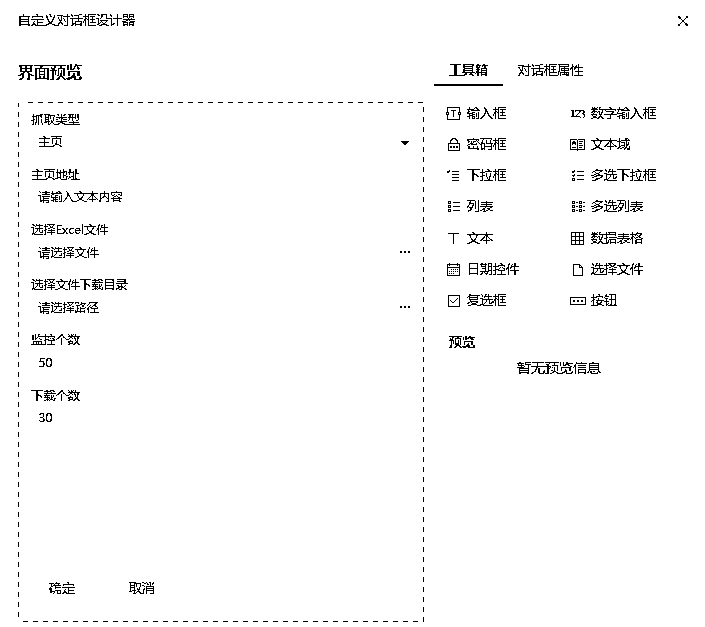 自定义对话框设计器
界面预览
抓取类型
主页
主页地址
请输入文本内容
选择Excel文件
请选择文件
...
选择文件下载目录
请选择路径
...
监控个数
50
下载个数
30
确定 取消
工具箱 对话框属性
输入框 123 数字输入框
密码框 文本域
下拉框 多选下拉框
列表 多选列表
文本 数据表格
日期控件 选择文件
复选框 按钮
预览
暂无预览信息